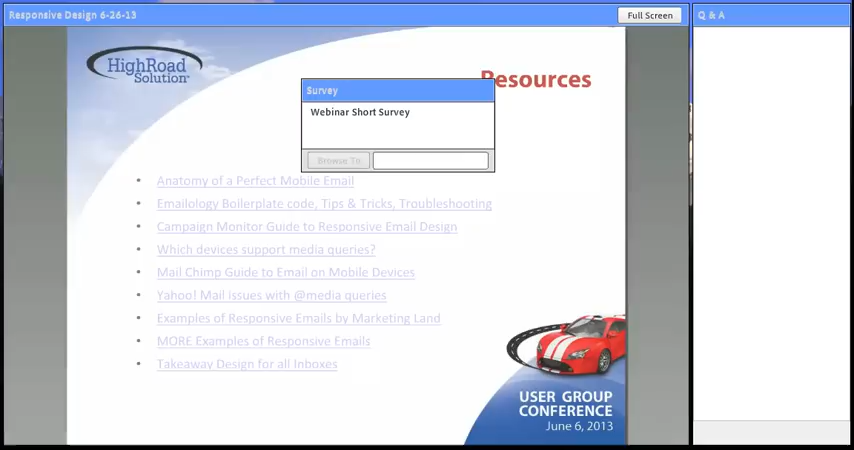 Responsive Design 6-26-13
Full Screen
Q & A
HighRoad
Solution
Resources
Survey
Webinar Short Survey
Browse To
Anatomy of a Perfect Mobile Email
Emailology Boilerplate code, Tips & Tricks, Troubleshooting
Campaign Monitor Guide to Responsive Email Design
Which devices support media queries?
Mail Chimp Guide to Email on Mobile Devices
Yahoo! Mail issues with @media queries
Examples of Responsive Emails by Marketing Land
MORE Examples of Responsive Emails
Takeaway Design for all Inboxes
USER GROUP
CONFERENCE
June 6, 2013